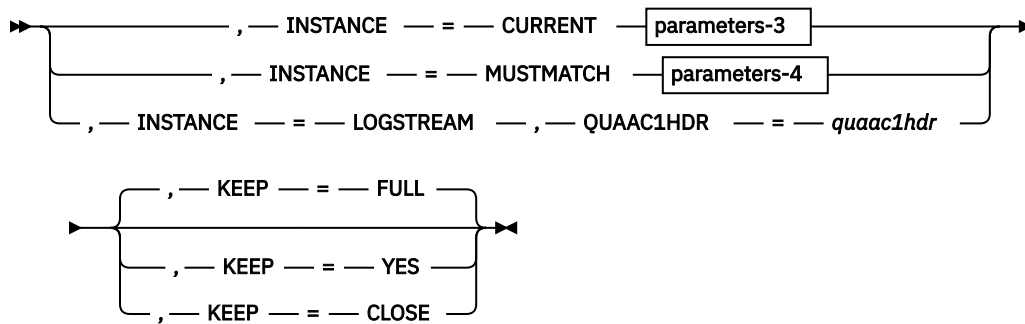 , INSTANCE = CURRENT parameters-3
, INSTANCE = MUSTMATCH parameters-4
, INSTANCE = LOGSTREAM , QUAAC1HDR = quaac1hdr
, KEEP = FULL
, KEEP = YES
, KEEP = CLOSE